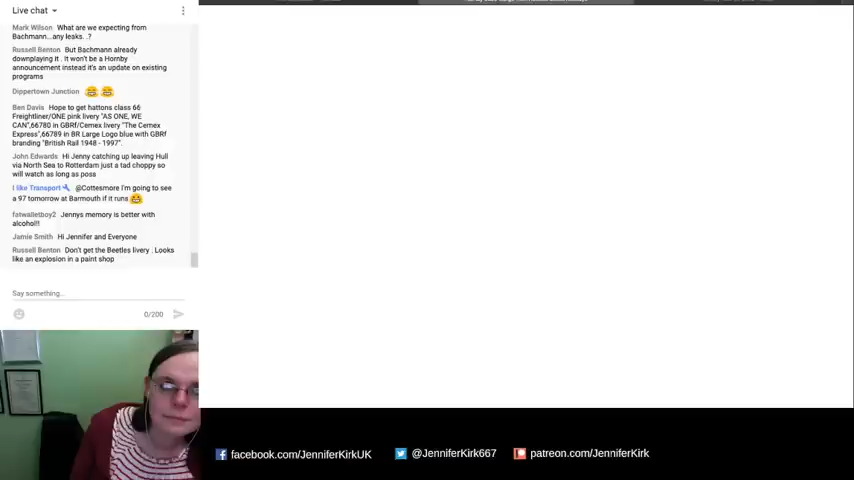 Live chat
Mark Wilson What are we expecting from
Bachmann...any leaks. .?
Russell Benton But Bachmann already
downplaying it . It won't be a Hornby
announcement instead it's an update on existing
programs
Dippertown Junction 😂 😂
Ben Davis Hope to get hattons class 66
Freightliner/ONE pink livery "AS ONE, WE
CAN",66780 in GBRf/Cemex livery "The Cemex
Express",66789 in BR Large Logo blue with GBRf
branding "British Rail 1948 - 1997".
John Edwards Hi Jenny catching up leaving Hull
via North Sea to Rotterdam just a tad choppy so
will watch as long as poss
I like Transport @Cottesmore I'm going to see
a 97 tomorrow at Barmouth if it runs 😂
fatwalletboy2 Jennys memory is better with
alcohol!!
Jamie Smith Hi Jennifer and Everyone
Russell Benton Don't get the Beetles livery . Looks
like an explosion in a paint shop
Say something...
0/200
facebook.com/JenniferKirkUK
@JenniferKirk667
patreon.com/JenniferKirk